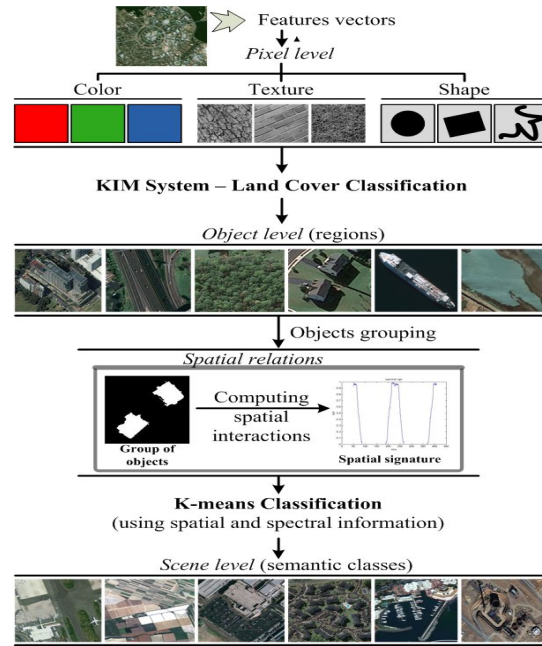 Features vectors
Pixel level
Color
Texture
Shape
KIM System – Land Cover Classification
Object level (regions)
Objects grouping
Spatial relations
Computing
spatial
interactions
Group of
objects
Spatial signature
K-means Classification
(using spatial and spectral information)
Scene level (semantic classes)